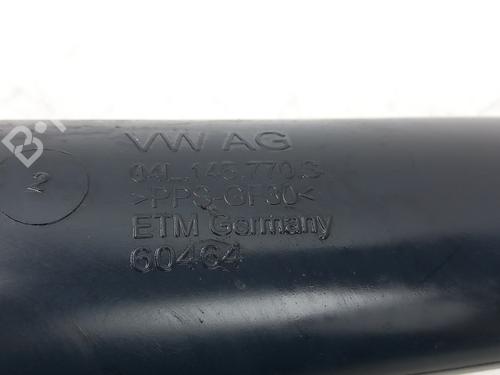 VW AG
04L.145.770.S
>PPS-GF30<
ETM Germany
60464
2